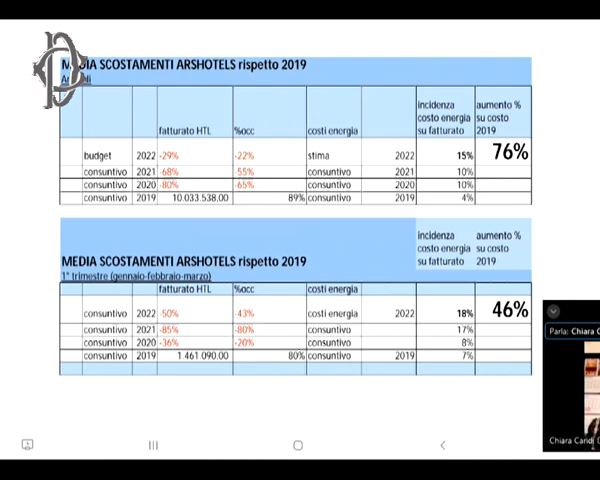 MEDIA SCOSTAMENTI ARSHOTELS rispetto 2019
fatturato HTL %occ costi energia incidenza costo energia su fatturato aumento % su costo 2019
budget 2022 -29% -22% stima 2022 15% 76%
consuntivo 2021 -68% -55% consuntivo 2021 10%
consuntivo 2020 -80% -65% consuntivo 2020 10%
consuntivo 2019 10.033.538.00 89% consuntivo 2019 4%
incidenza costo energia su fatturato aumento % su costo 2019
MEDIA SCOSTAMENTI ARSHOTELS rispetto 2019
1° trimestre (gennaio-febbraio-marzo)
fatturato HTL %occ costi energia
consuntivo 2022 -50% -43% costi energia 2022 18% 46%
consuntivo 2021 -85% -80% consuntivo 17%
consuntivo 2020 -36% -20% consuntivo 8%
consuntivo 2019 1.461.090.00 80% consuntivo 2019 7%
Parla: Chiara
Chiara